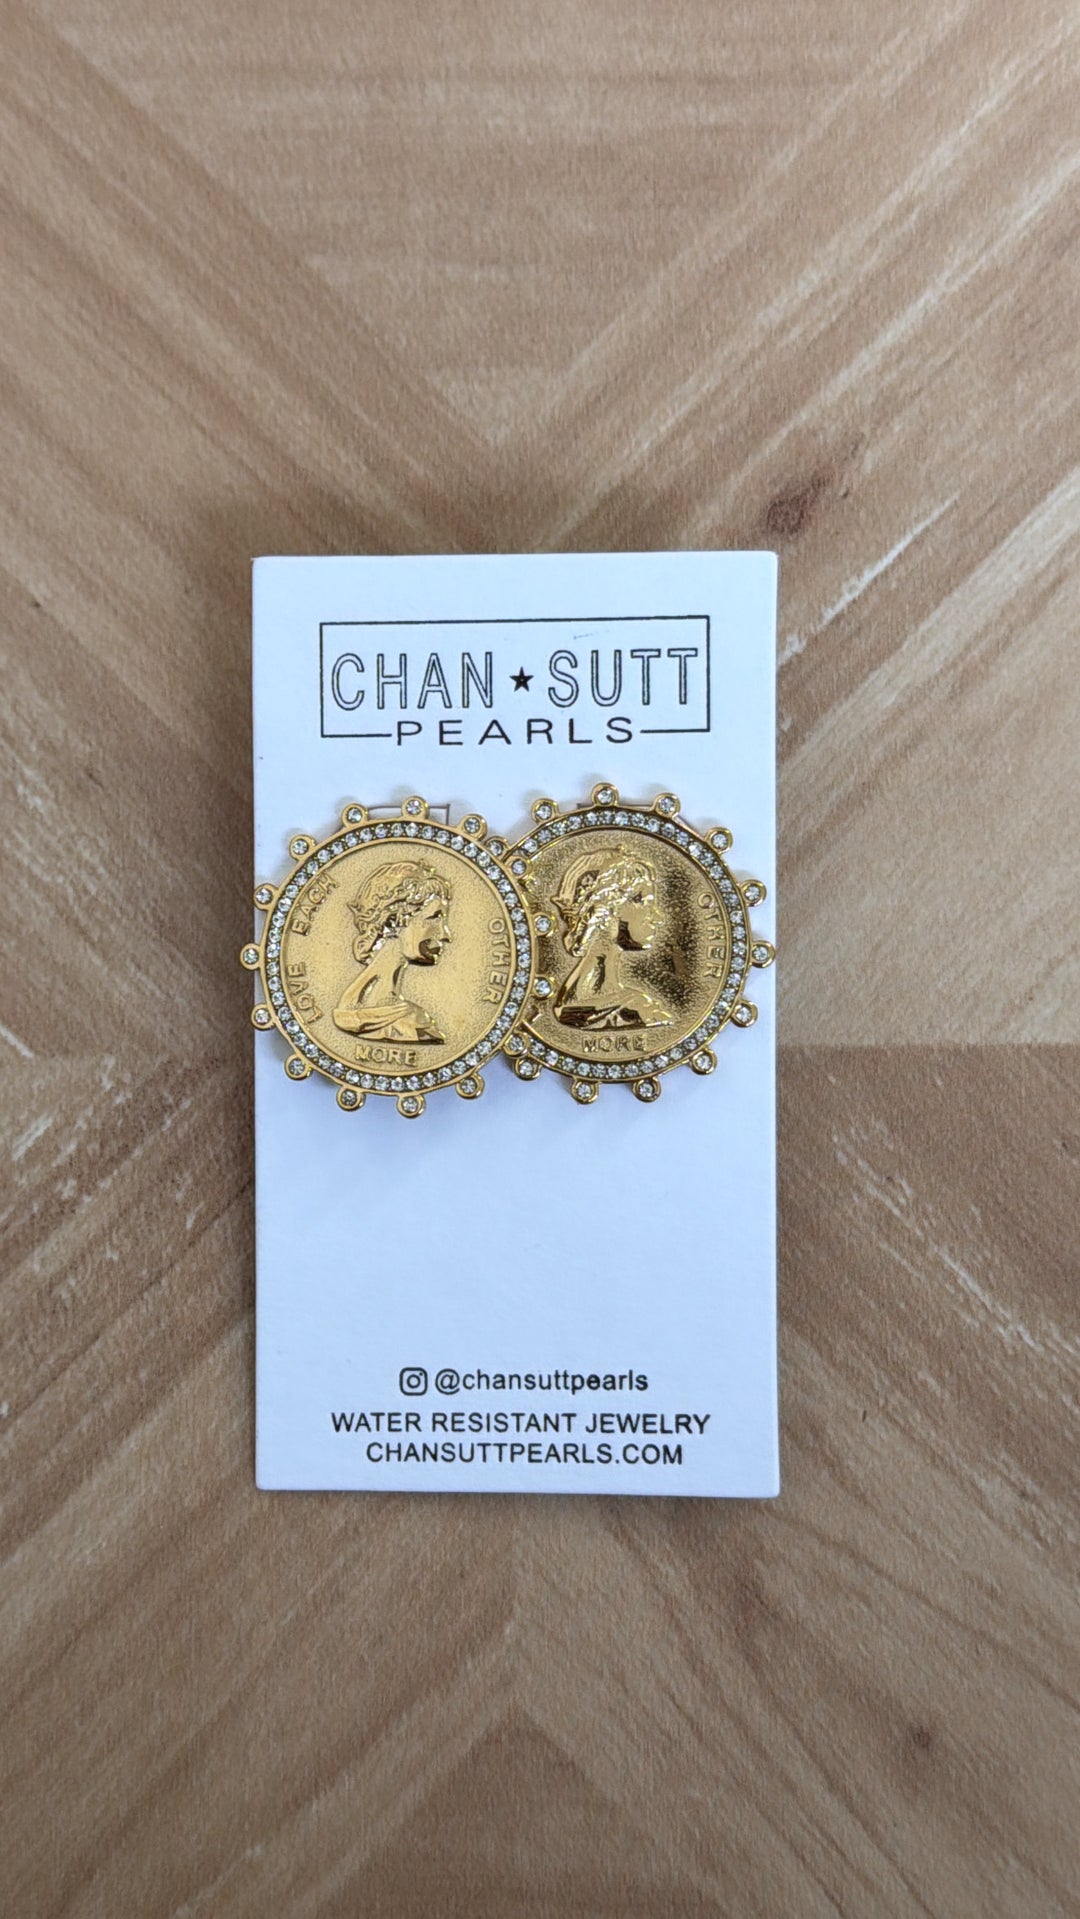 CHAN★SUTT
PEARLS
LOVE EACH OTHER MORE
OTHER MORE
@chansuttpearls
WATER RESISTANT JEWELRY
CHANSUTTPEARLS.COM